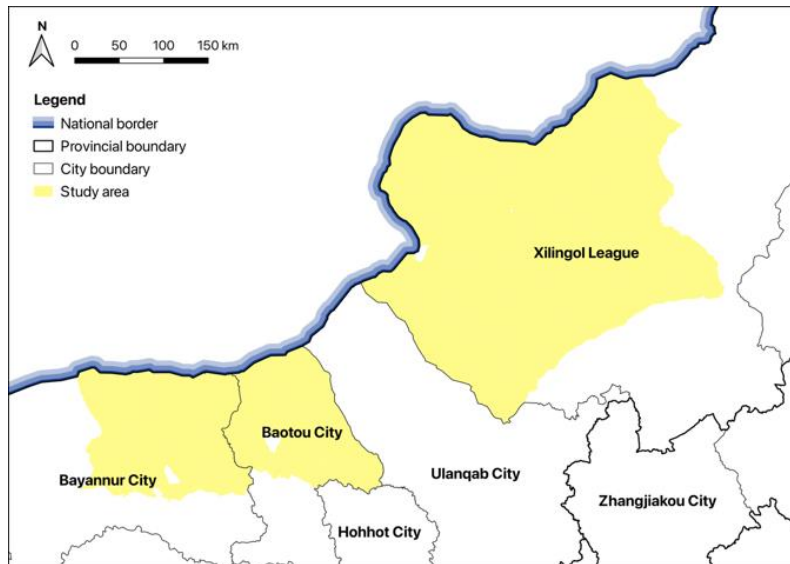 N
0 50 100 150 km
Legend
National border
Provincial boundary
City boundary
Study area
Xilingol League
Baotou City
Bayannur City
Ulanqab City
Zhangjiakou City
Hohhot City